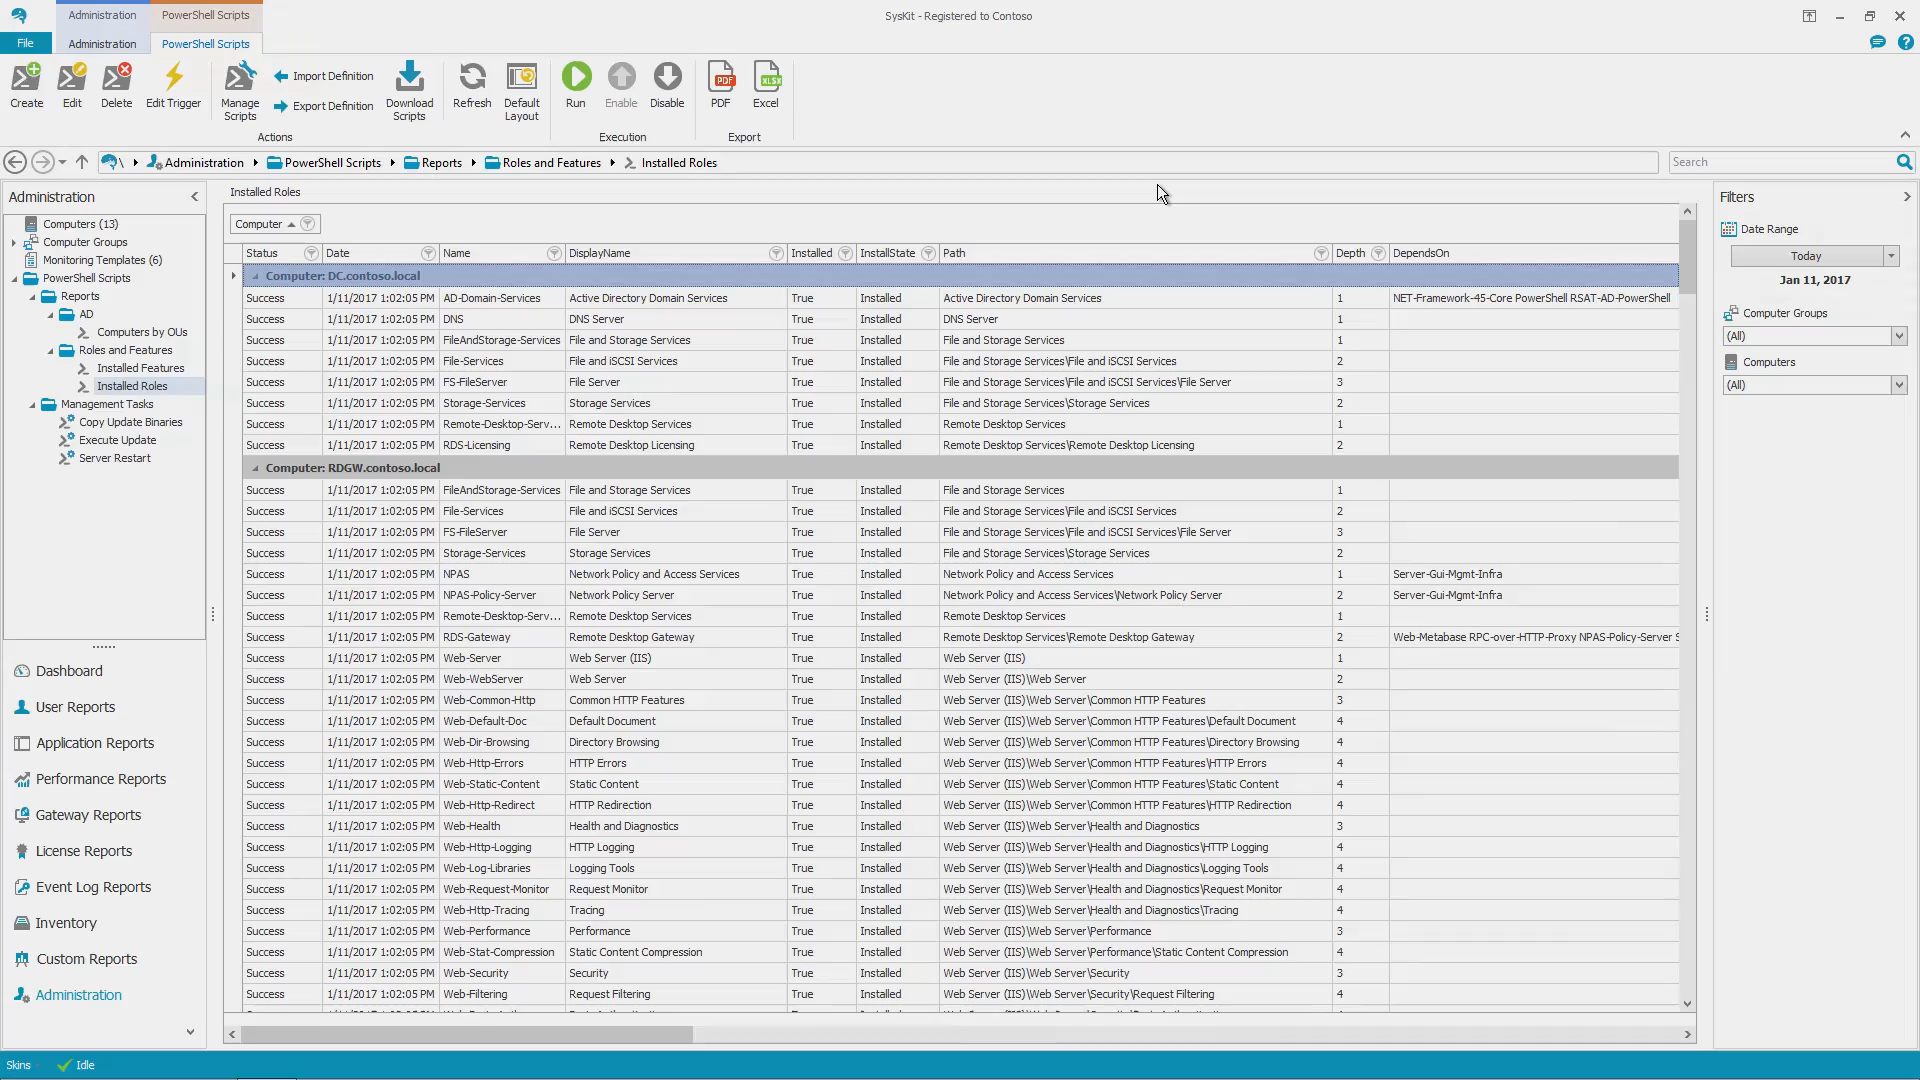 Administration
PowerShell Scripts
SysKit - Registered to Contoso
File
Administration
PowerShell Scripts
Create
Edit
Delete
Edit Trigger
Manage Scripts
Import Definition
Export Definition
Download Scripts
Actions
Refresh
Default Layout
Run
Enable
Disable
Execution
PDF
Excel
Export
\ Administration PowerShell Scripts Reports Roles and Features Installed Roles
Search
Administration
Computers (13)
Computer Groups
Monitoring Templates (6)
PowerShell Scripts
Reports
AD
Computers by OUs
Roles and Features
Installed Features
Installed Roles
Management Tasks
Copy Update Binaries
Execute Update
Server Restart
Dashboard
User Reports
Application Reports
Performance Reports
Gateway Reports
License Reports
Event Log Reports
Inventory
Custom Reports
Administration
Installed Roles
Computer
Status Date Name DisplayName Installed InstallState Path Depth DependsOn
Computer: DC.contoso.local
Success 1/11/2017 1:02:05 PM AD-Domain-Services Active Directory Domain Services True Installed Active Directory Domain Services 1 NET-Framework-45-Core PowerShell RSAT-AD-PowerShell
Success 1/11/2017 1:02:05 PM DNS DNS Server True Installed DNS Server 1
Success 1/11/2017 1:02:05 PM FileAndStorage-Services File and Storage Services True Installed File and Storage Services 1
Success 1/11/2017 1:02:05 PM File-Services File and iSCSI Services True Installed File and Storage Services\File and iSCSI Services 2
Success 1/11/2017 1:02:05 PM FS-FileServer File Server True Installed File and Storage Services\File and iSCSI Services\File Server 3
Success 1/11/2017 1:02:05 PM Storage-Services Storage Services True Installed File and Storage Services\Storage Services 2
Success 1/11/2017 1:02:05 PM Remote-Desktop-Serv... Remote Desktop Services True Installed Remote Desktop Services 1
Success 1/11/2017 1:02:05 PM RDS-Licensing Remote Desktop Licensing True Installed Remote Desktop Services\Remote Desktop Licensing 2
Computer: RDGW.contoso.local
Success 1/11/2017 1:02:05 PM FileAndStorage-Services File and Storage Services True Installed File and Storage Services 1
Success 1/11/2017 1:02:05 PM File-Services File and iSCSI Services True Installed File and Storage Services\File and iSCSI Services 2
Success 1/11/2017 1:02:05 PM FS-FileServer File Server True Installed File and Storage Services\File and iSCSI Services\File Server 3
Success 1/11/2017 1:02:05 PM Storage-Services Storage Services True Installed File and Storage Services\Storage Services 2
Success 1/11/2017 1:02:05 PM NPAS Network Policy and Access Services True Installed Network Policy and Access Services 1 Server-Gui-Mgmt-Infra
Success 1/11/2017 1:02:05 PM NPAS-Policy-Server Network Policy Server True Installed Network Policy and Access Services\Network Policy Server 2 Server-Gui-Mgmt-Infra
Success 1/11/2017 1:02:05 PM Remote-Desktop-Serv... Remote Desktop Services True Installed Remote Desktop Services 1
Success 1/11/2017 1:02:05 PM RDS-Gateway Remote Desktop Gateway True Installed Remote Desktop Services\Remote Desktop Gateway 2 Web-Metabase RPC-over-HTTP-Proxy NPAS-Policy-Server S
Success 1/11/2017 1:02:05 PM Web-Server Web Server (IIS) True Installed Web Server (IIS) 1
Success 1/11/2017 1:02:05 PM Web-WebServer Web Server True Installed Web Server (IIS)\Web Server 2
Success 1/11/2017 1:02:05 PM Web-Common-Http Common HTTP Features True Installed Web Server (IIS)\Web Server\Common HTTP Features 3
Success 1/11/2017 1:02:05 PM Web-Default-Doc Default Document True Installed Web Server (IIS)\Web Server\Common HTTP Features\Default Document 4
Success 1/11/2017 1:02:05 PM Web-Dir-Browsing Directory Browsing True Installed Web Server (IIS)\Web Server\Common HTTP Features\Directory Browsing 4
Success 1/11/2017 1:02:05 PM Web-Http-Errors HTTP Errors True Installed Web Server (IIS)\Web Server\Common HTTP Features\HTTP Errors 4
Success 1/11/2017 1:02:05 PM Web-Static-Content Static Content True Installed Web Server (IIS)\Web Server\Common HTTP Features\Static Content 4
Success 1/11/2017 1:02:05 PM Web-Http-Redirect HTTP Redirection True Installed Web Server (IIS)\Web Server\Common HTTP Features\HTTP Redirection 4
Success 1/11/2017 1:02:05 PM Web-Health Health and Diagnostics True Installed Web Server (IIS)\Web Server\Health and Diagnostics 3
Success 1/11/2017 1:02:05 PM Web-Http-Logging HTTP Logging True Installed Web Server (IIS)\Web Server\Health and Diagnostics\HTTP Logging 4
Success 1/11/2017 1:02:05 PM Web-Log-Libraries Logging Tools True Installed Web Server (IIS)\Web Server\Health and Diagnostics\Logging Tools 4
Success 1/11/2017 1:02:05 PM Web-Request-Monitor Request Monitor True Installed Web Server (IIS)\Web Server\Health and Diagnostics\Request Monitor 4
Success 1/11/2017 1:02:05 PM Web-Http-Tracing Tracing True Installed Web Server (IIS)\Web Server\Health and Diagnostics\Tracing 4
Success 1/11/2017 1:02:05 PM Web-Performance Performance True Installed Web Server (IIS)\Web Server\Performance 3
Success 1/11/2017 1:02:05 PM Web-Stat-Compression Static Content Compression True Installed Web Server (IIS)\Web Server\Performance\Static Content Compression 4
Success 1/11/2017 1:02:05 PM Web-Security Security True Installed Web Server (IIS)\Web Server\Security 3
Success 1/11/2017 1:02:05 PM Web-Filtering Request Filtering True Installed Web Server (IIS)\Web Server\Security\Request Filtering 4
Filters
Date Range
Today
Jan 11, 2017
Computer Groups
(All)
Computers
(All)
Skins
Idle